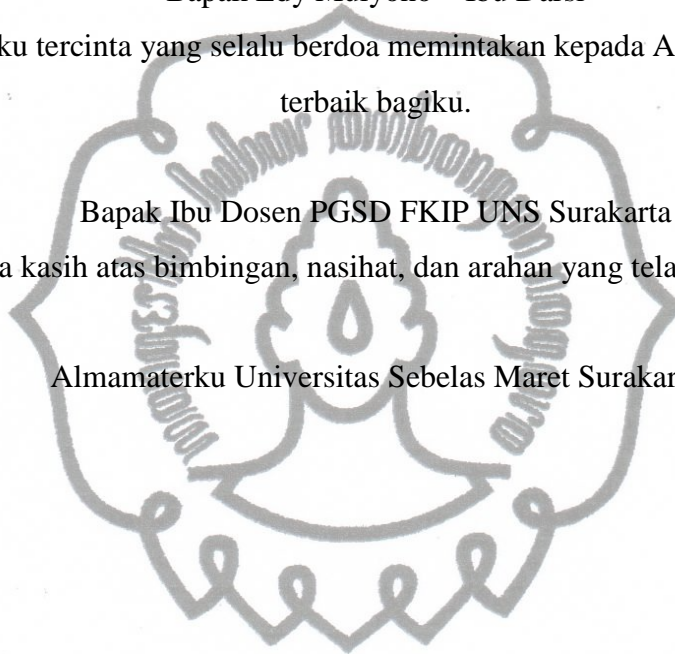 Bapak Edy Mulyono – Ibu Darsi
ku tercinta yang selalu berdoa memintakan kepada A
terbaik bagiku.
Bapak Ibu Dosen PGSD FKIP UNS Surakarta
a kasih atas bimbingan, nasihat, dan arahan yang tela
Almamaterku Universitas Sebelas Maret Surakar